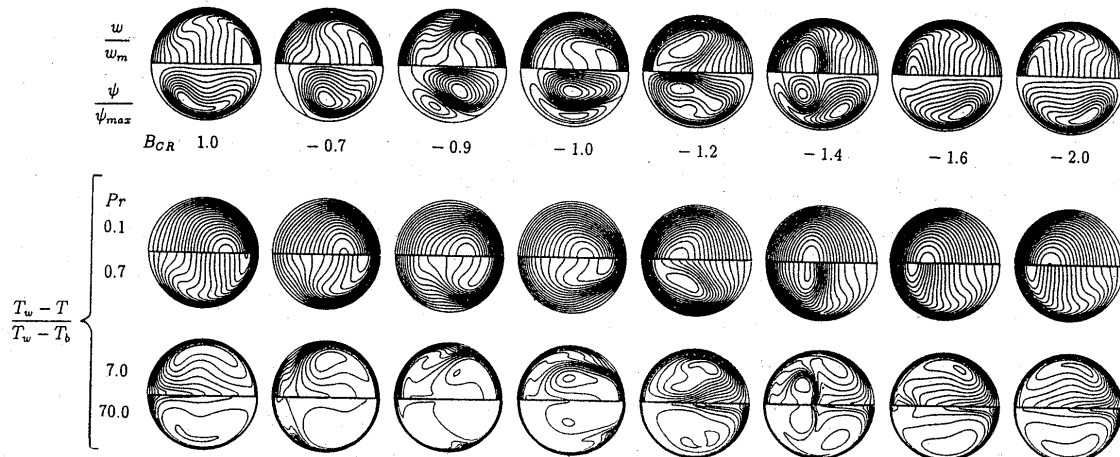 w
w_m
ψ
ψ_max
B_CR 1.0 − 0.7 − 0.9 − 1.0 − 1.2 − 1.4 − 1.6 − 2.0
Pr
0.1
0.7
T_w − T
T_w − T_b
7.0
70.0